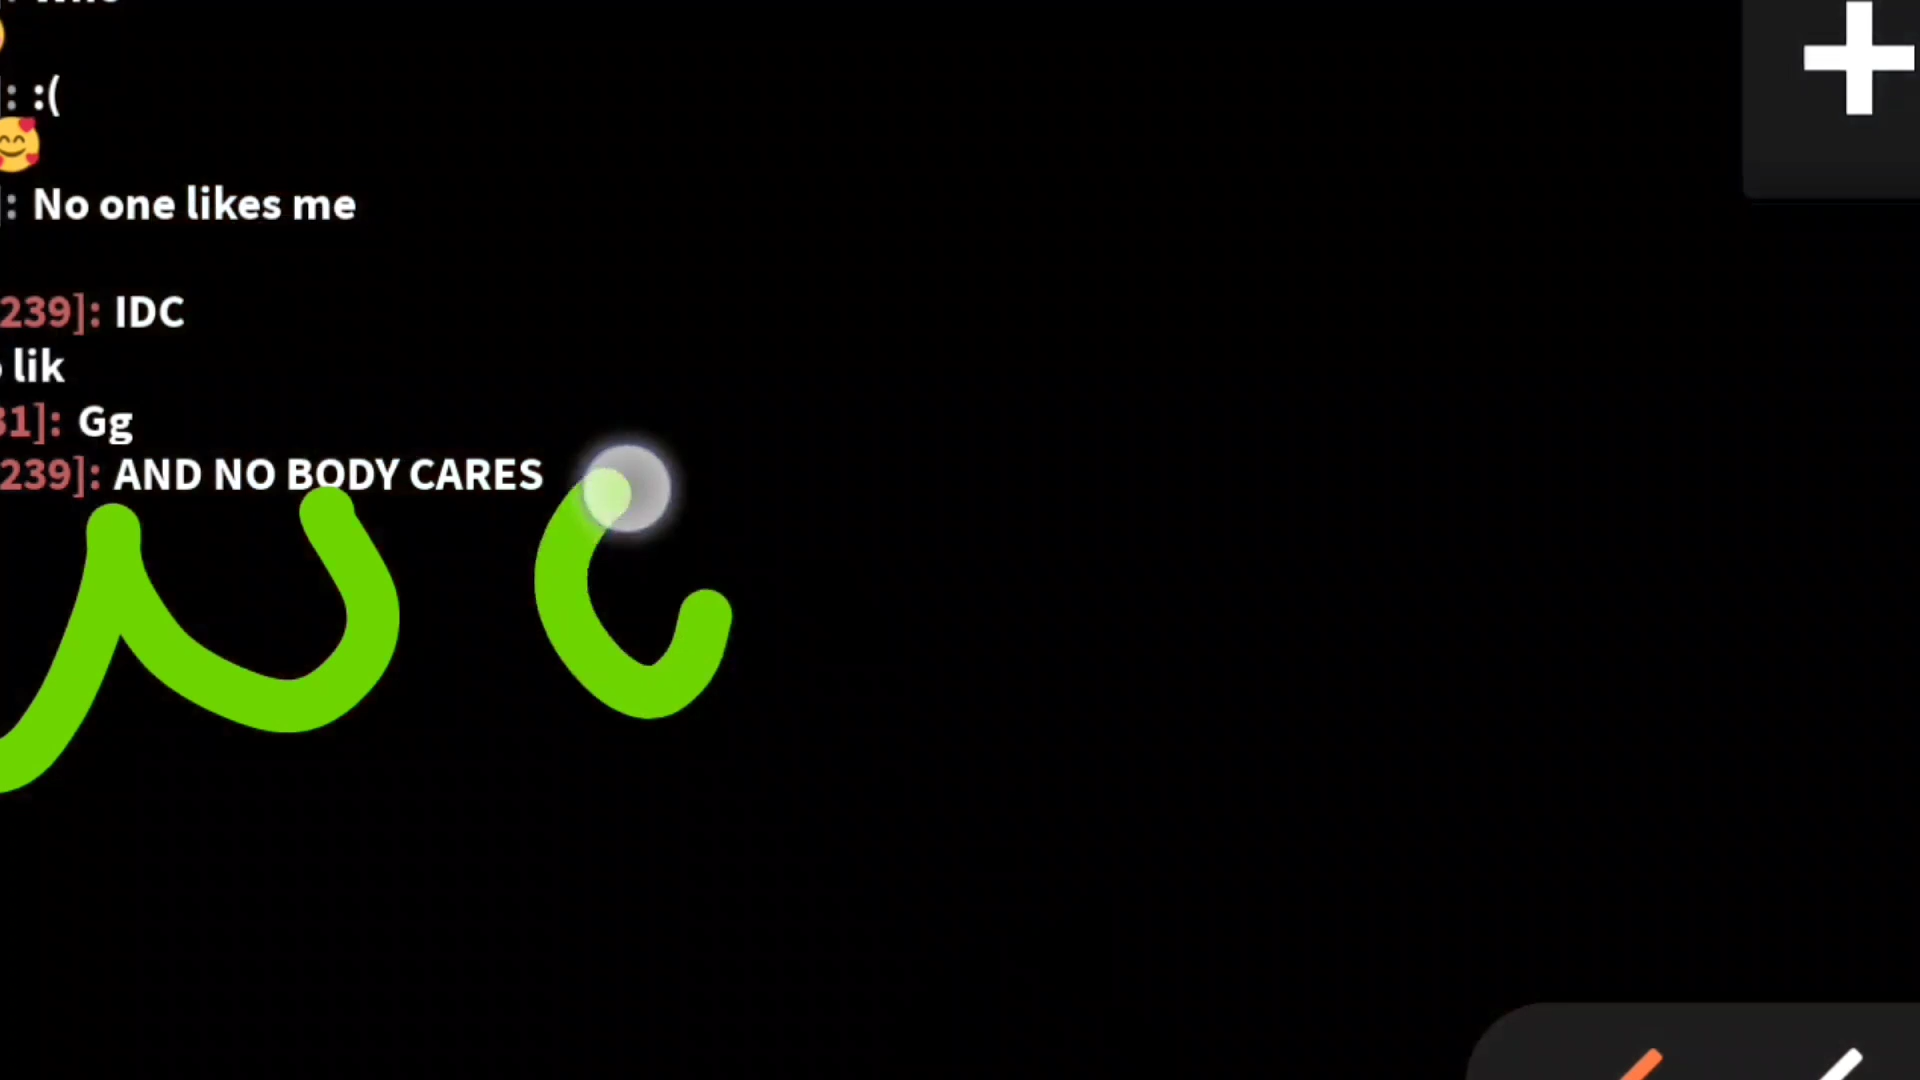 : :(
🥰
]: No one likes me
239]: IDC
lik
31]: Gg
239]: AND NO BODY CARES